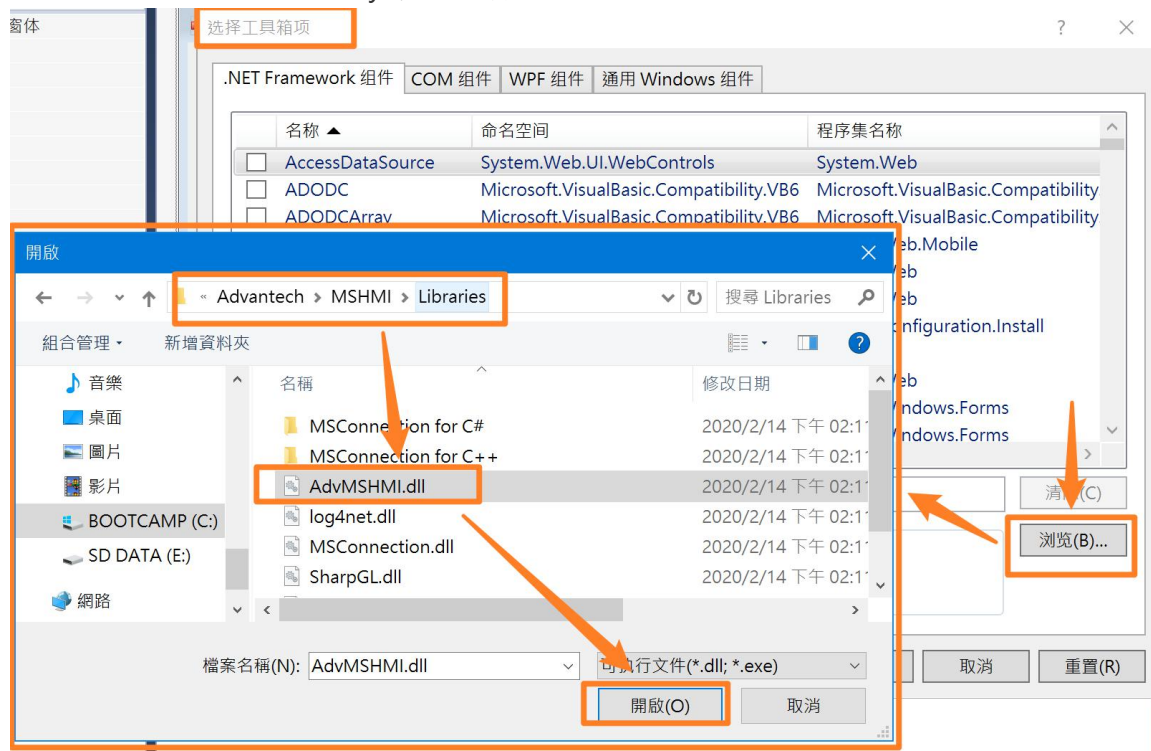 窗体
选择工具箱项
.NET Framework 组件 COM 组件 WPF 组件 通用 Windows 组件
名称 命名空间 程序集名称
AccessDataSource System.Web.UI.WebControls System.Web
ADODC Microsoft.VisualBasic.Compatibility.VB6 Microsoft.VisualBasic.Compatibility
ADODCArray Microsoft.VisualBasic.Compatibility.VB6 Microsoft.VisualBasic.Compatibility
eb.Mobile
eb
eb
onfiguration.Install
eb
ndows.Forms
ndows.Forms
(C)
浏览(B)...
取消 重置(R)
開啟
« Advantech > MSHMI > Libraries 搜尋 Libraries
組合管理 新增資料夾
音樂
桌面
圖片
影片
BOOTCAMP (C:)
SD DATA (E:)
網路
名稱 修改日期
MSConnection for C# 2020/2/14 下午 02:1
MSConnection for C++ 2020/2/14 下午 02:1
AdvMSHMI.dll 2020/2/14 下午 02:1
log4net.dll 2020/2/14 下午 02:1
MSConnection.dll 2020/2/14 下午 02:1
SharpGL.dll 2020/2/14 下午 02:1
檔案名稱(N): AdvMSHMI.dll 可执行文件(*.dll; *.exe)
開啟(O) 取消